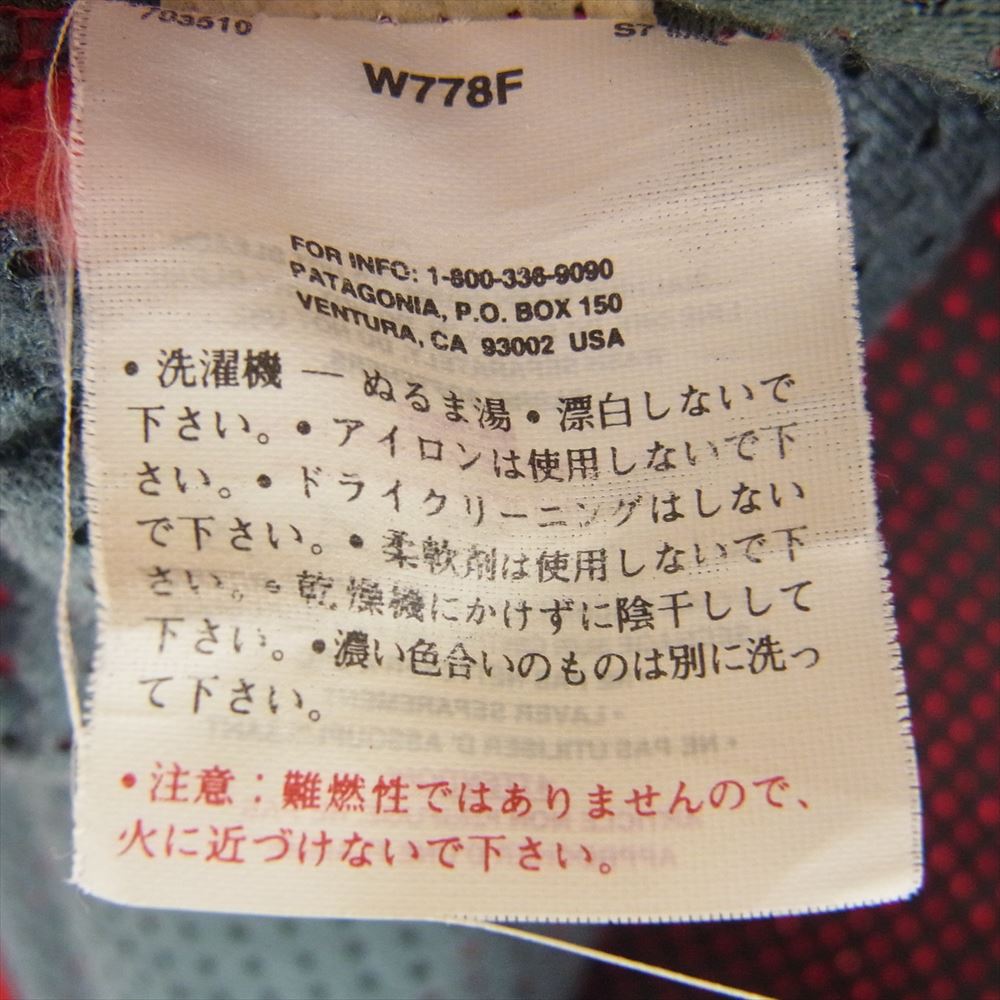 W778F
FOR INFO: 1-800-336-9090
PATAGONIA, P.O. BOX 150
VENTURA, CA 93002 USA
• 洗濯機 — ぬるま湯 • 漂白しないで
下さい。• アイロンは使用しないで下
さい。• ドライクリーニングはしない
で下さい。• 柔軟剤は使用しないで下
さい。• 乾燥機にかけずに陰干しして
下さい。•濃い色合いのものは別に洗っ
て下さい。
• LAVER SEPAREMENT
• NE PAS UTILISER D' ASSOUPLISSANT
•注意：難燃性ではありませんので、
火に近づけないで下さい。